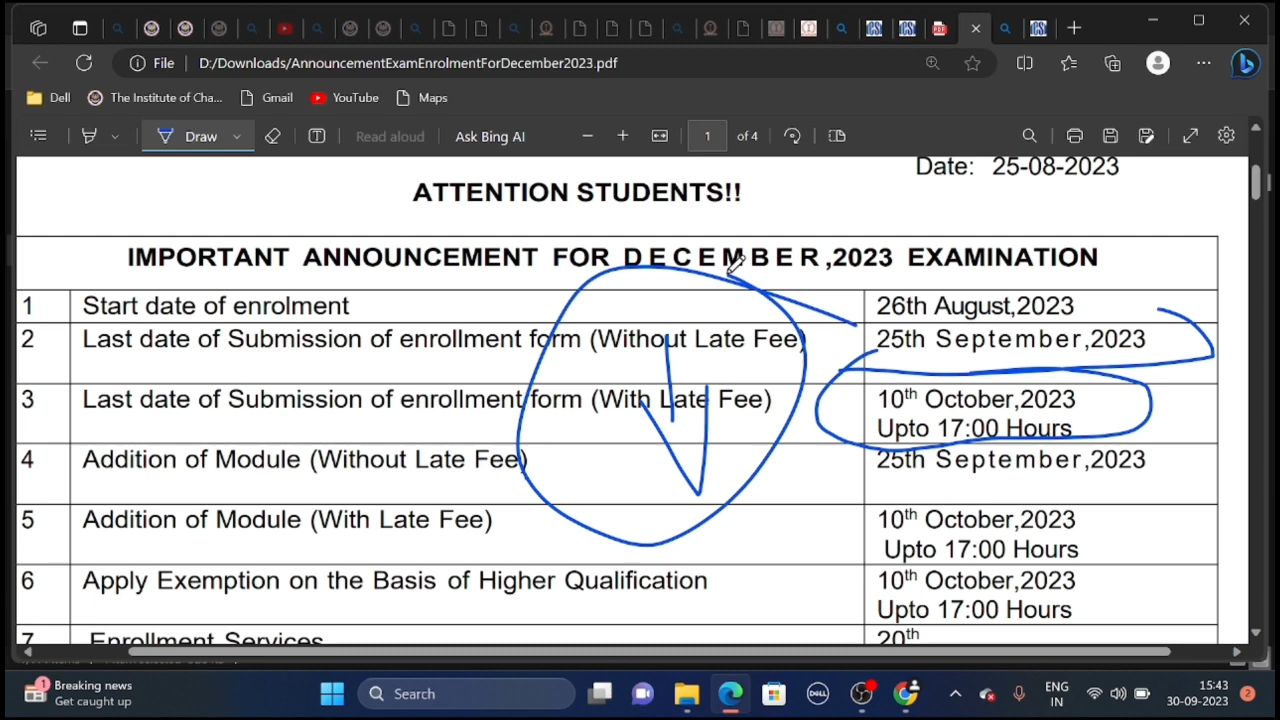 File D:/Downloads/AnnouncementExamEnrolmentForDecember2023.pdf
Dell The Institute of Cha... Gmail YouTube Maps
Draw Read aloud Ask Bing AI 1 of 4
Date: 25-08-2023
ATTENTION STUDENTS!!
IMPORTANT ANNOUNCEMENT FOR DECEMBER,2023 EXAMINATION
1 Start date of enrolment 26th August,2023
2 Last date of Submission of enrollment form (Without Late Fee) 25th September,2023
3 Last date of Submission of enrollment form (With Late Fee) 10th October,2023
Upto 17:00 Hours
4 Addition of Module (Without Late Fee) 25th September,2023
5 Addition of Module (With Late Fee) 10th October,2023
Upto 17:00 Hours
6 Apply Exemption on the Basis of Higher Qualification 10th October,2023
Upto 17:00 Hours
7 Enrollment Services 20th
1 Breaking news
Get caught up
Search
DELL
ENG
IN
15:43
30-09-2023
2